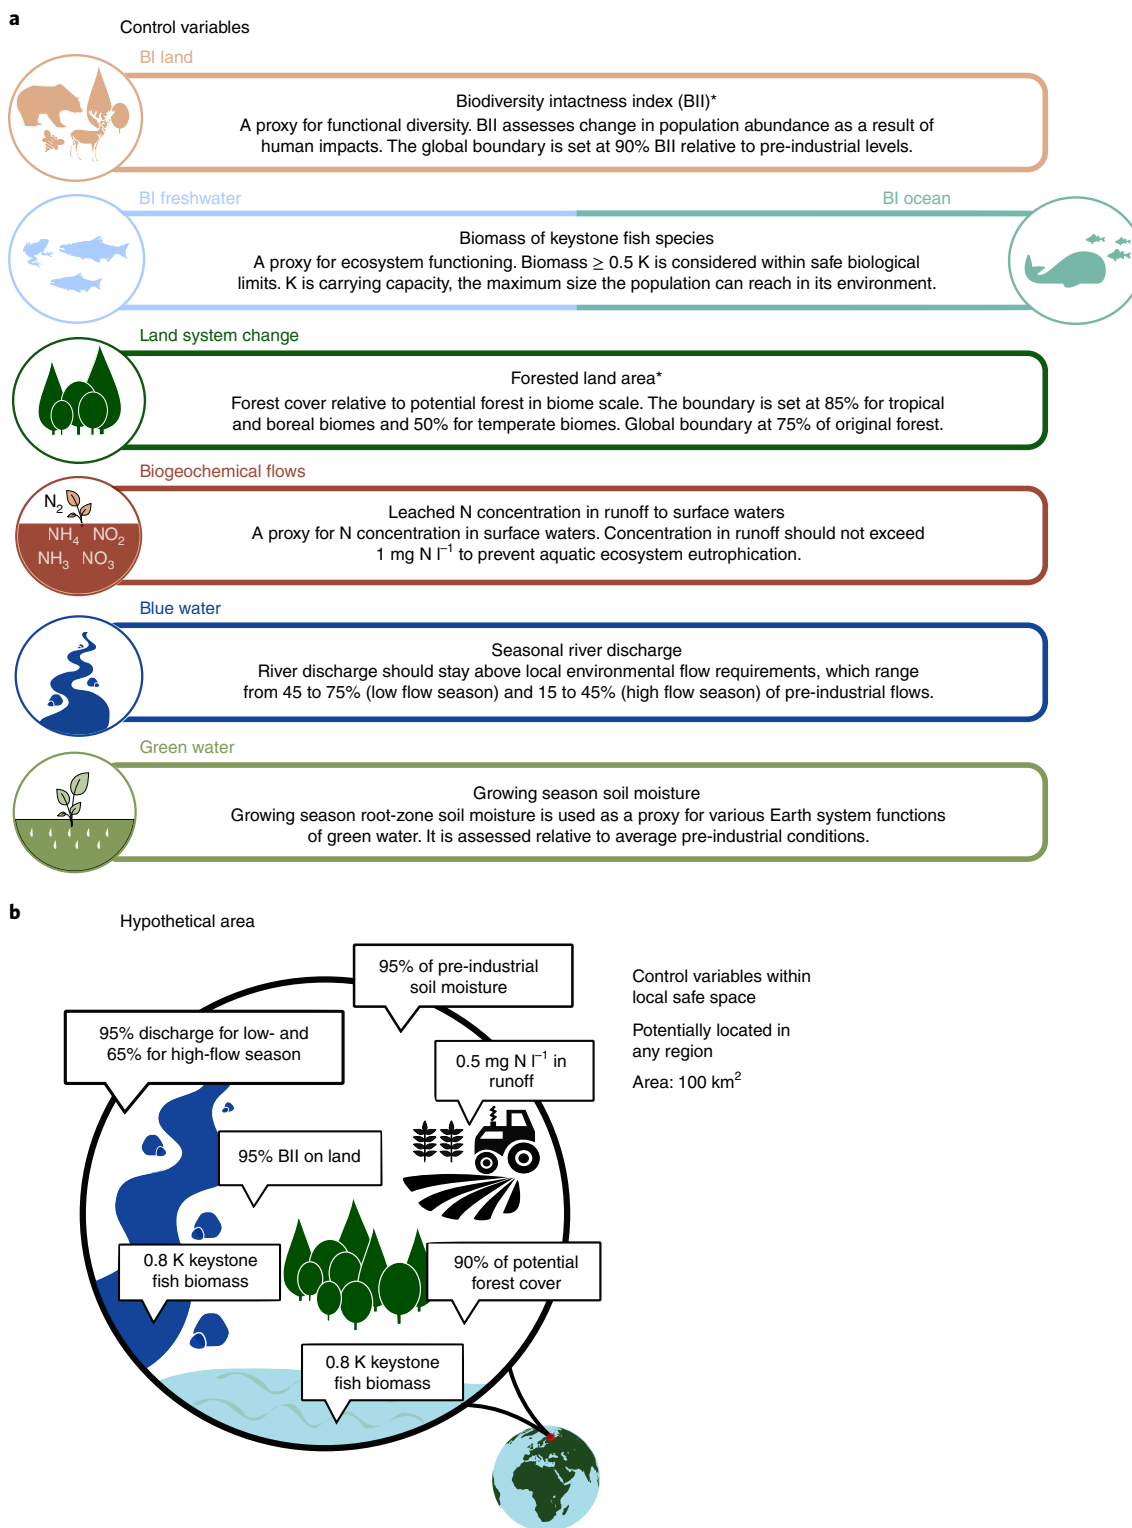 a
Control variables
BI land
Biodiversity intactness index (BII)*
A proxy for functional diversity. BII assesses change in population abundance as a result of
human impacts. The global boundary is set at 90% BII relative to pre-industrial levels.
BI freshwater
BI ocean
Biomass of keystone fish species
A proxy for ecosystem functioning. Biomass ≥ 0.5 K is considered within safe biological
limits. K is carrying capacity, the maximum size the population can reach in its environment.
Land system change
Forested land area*
Forest cover relative to potential forest in biome scale. The boundary is set at 85% for tropical
and boreal biomes and 50% for temperate biomes. Global boundary at 75% of original forest.
Biogeochemical flows
N₂
NH₄ NO₂
NH₃ NO₃
Leached N concentration in runoff to surface waters
A proxy for N concentration in surface waters. Concentration in runoff should not exceed
1 mg N l⁻¹ to prevent aquatic ecosystem eutrophication.
Blue water
Seasonal river discharge
River discharge should stay above local environmental flow requirements, which range
from 45 to 75% (low flow season) and 15 to 45% (high flow season) of pre-industrial flows.
Green water
Growing season soil moisture
Growing season root-zone soil moisture is used as a proxy for various Earth system functions
of green water. It is assessed relative to average pre-industrial conditions.
b
Hypothetical area
95% of pre-industrial
soil moisture
Control variables within
local safe space
Potentially located in
any region
Area: 100 km²
95% discharge for low- and
65% for high-flow season
0.5 mg N l⁻¹ in
runoff
95% BII on land
0.8 K keystone
fish biomass
90% of potential
forest cover
0.8 K keystone
fish biomass